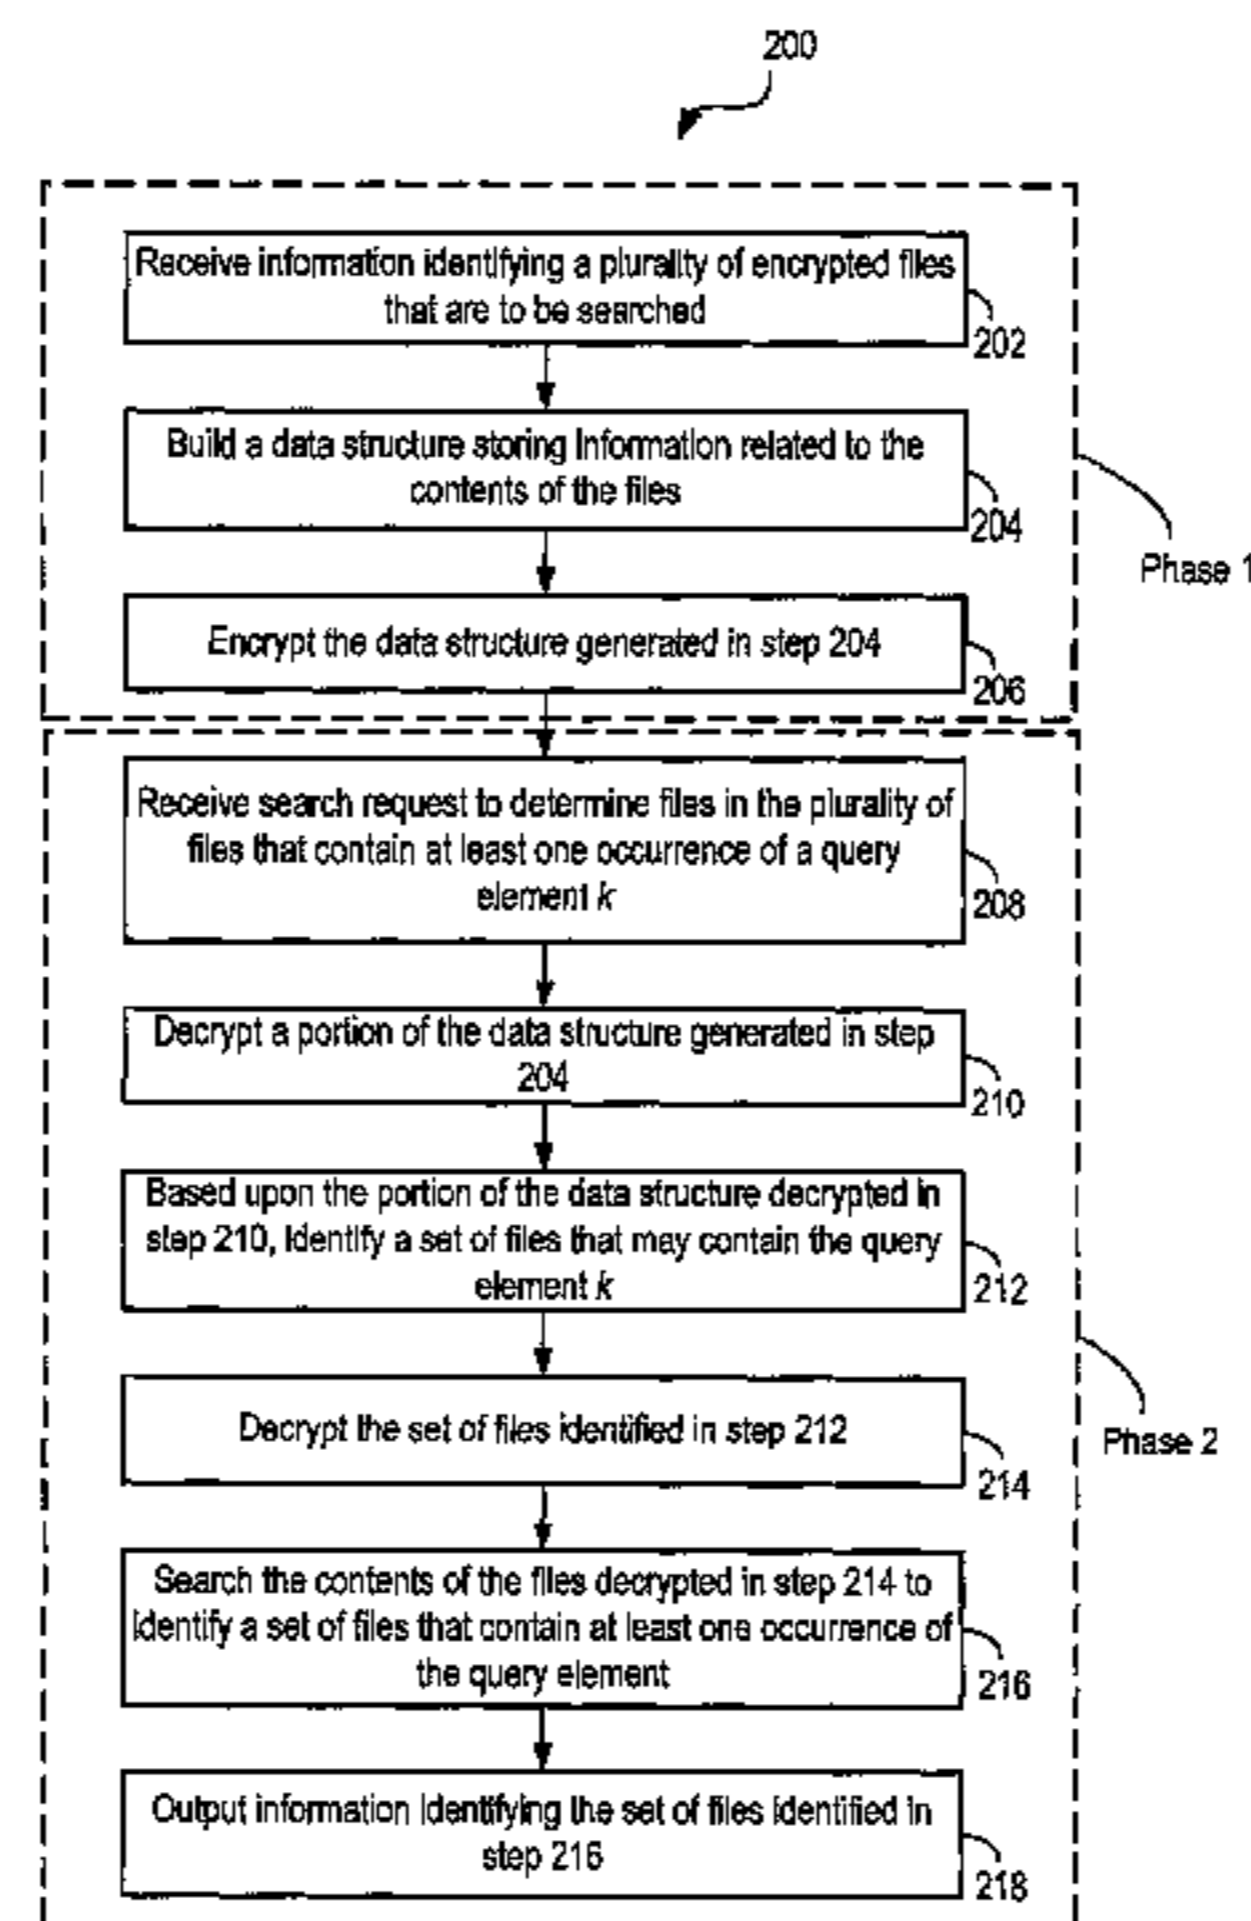 200
Receive information identifying a plurality of encrypted files
that are to be searched
202
Build a data structure storing Information related to the
contents of the files
204
Phase 1
Encrypt the data structure generated in step 204
206
Receive search request to determine files in the plurality of
files that contain at least one occurrence of a query
element k
208
Decrypt a portion of the data structure generated in step
204
210
Based upon the portion of the data structure decrypted in
step 210, Identify a set of files that may contain the query
element k
212
Decrypt the set of files identified in step 212
214
Phase 2
Search the contents of the files decrypted in step 214 to
Identify a set of files that contain at least one occurrence of
the query element
216
Output information Identifying the set of files Identified in
step 216
218